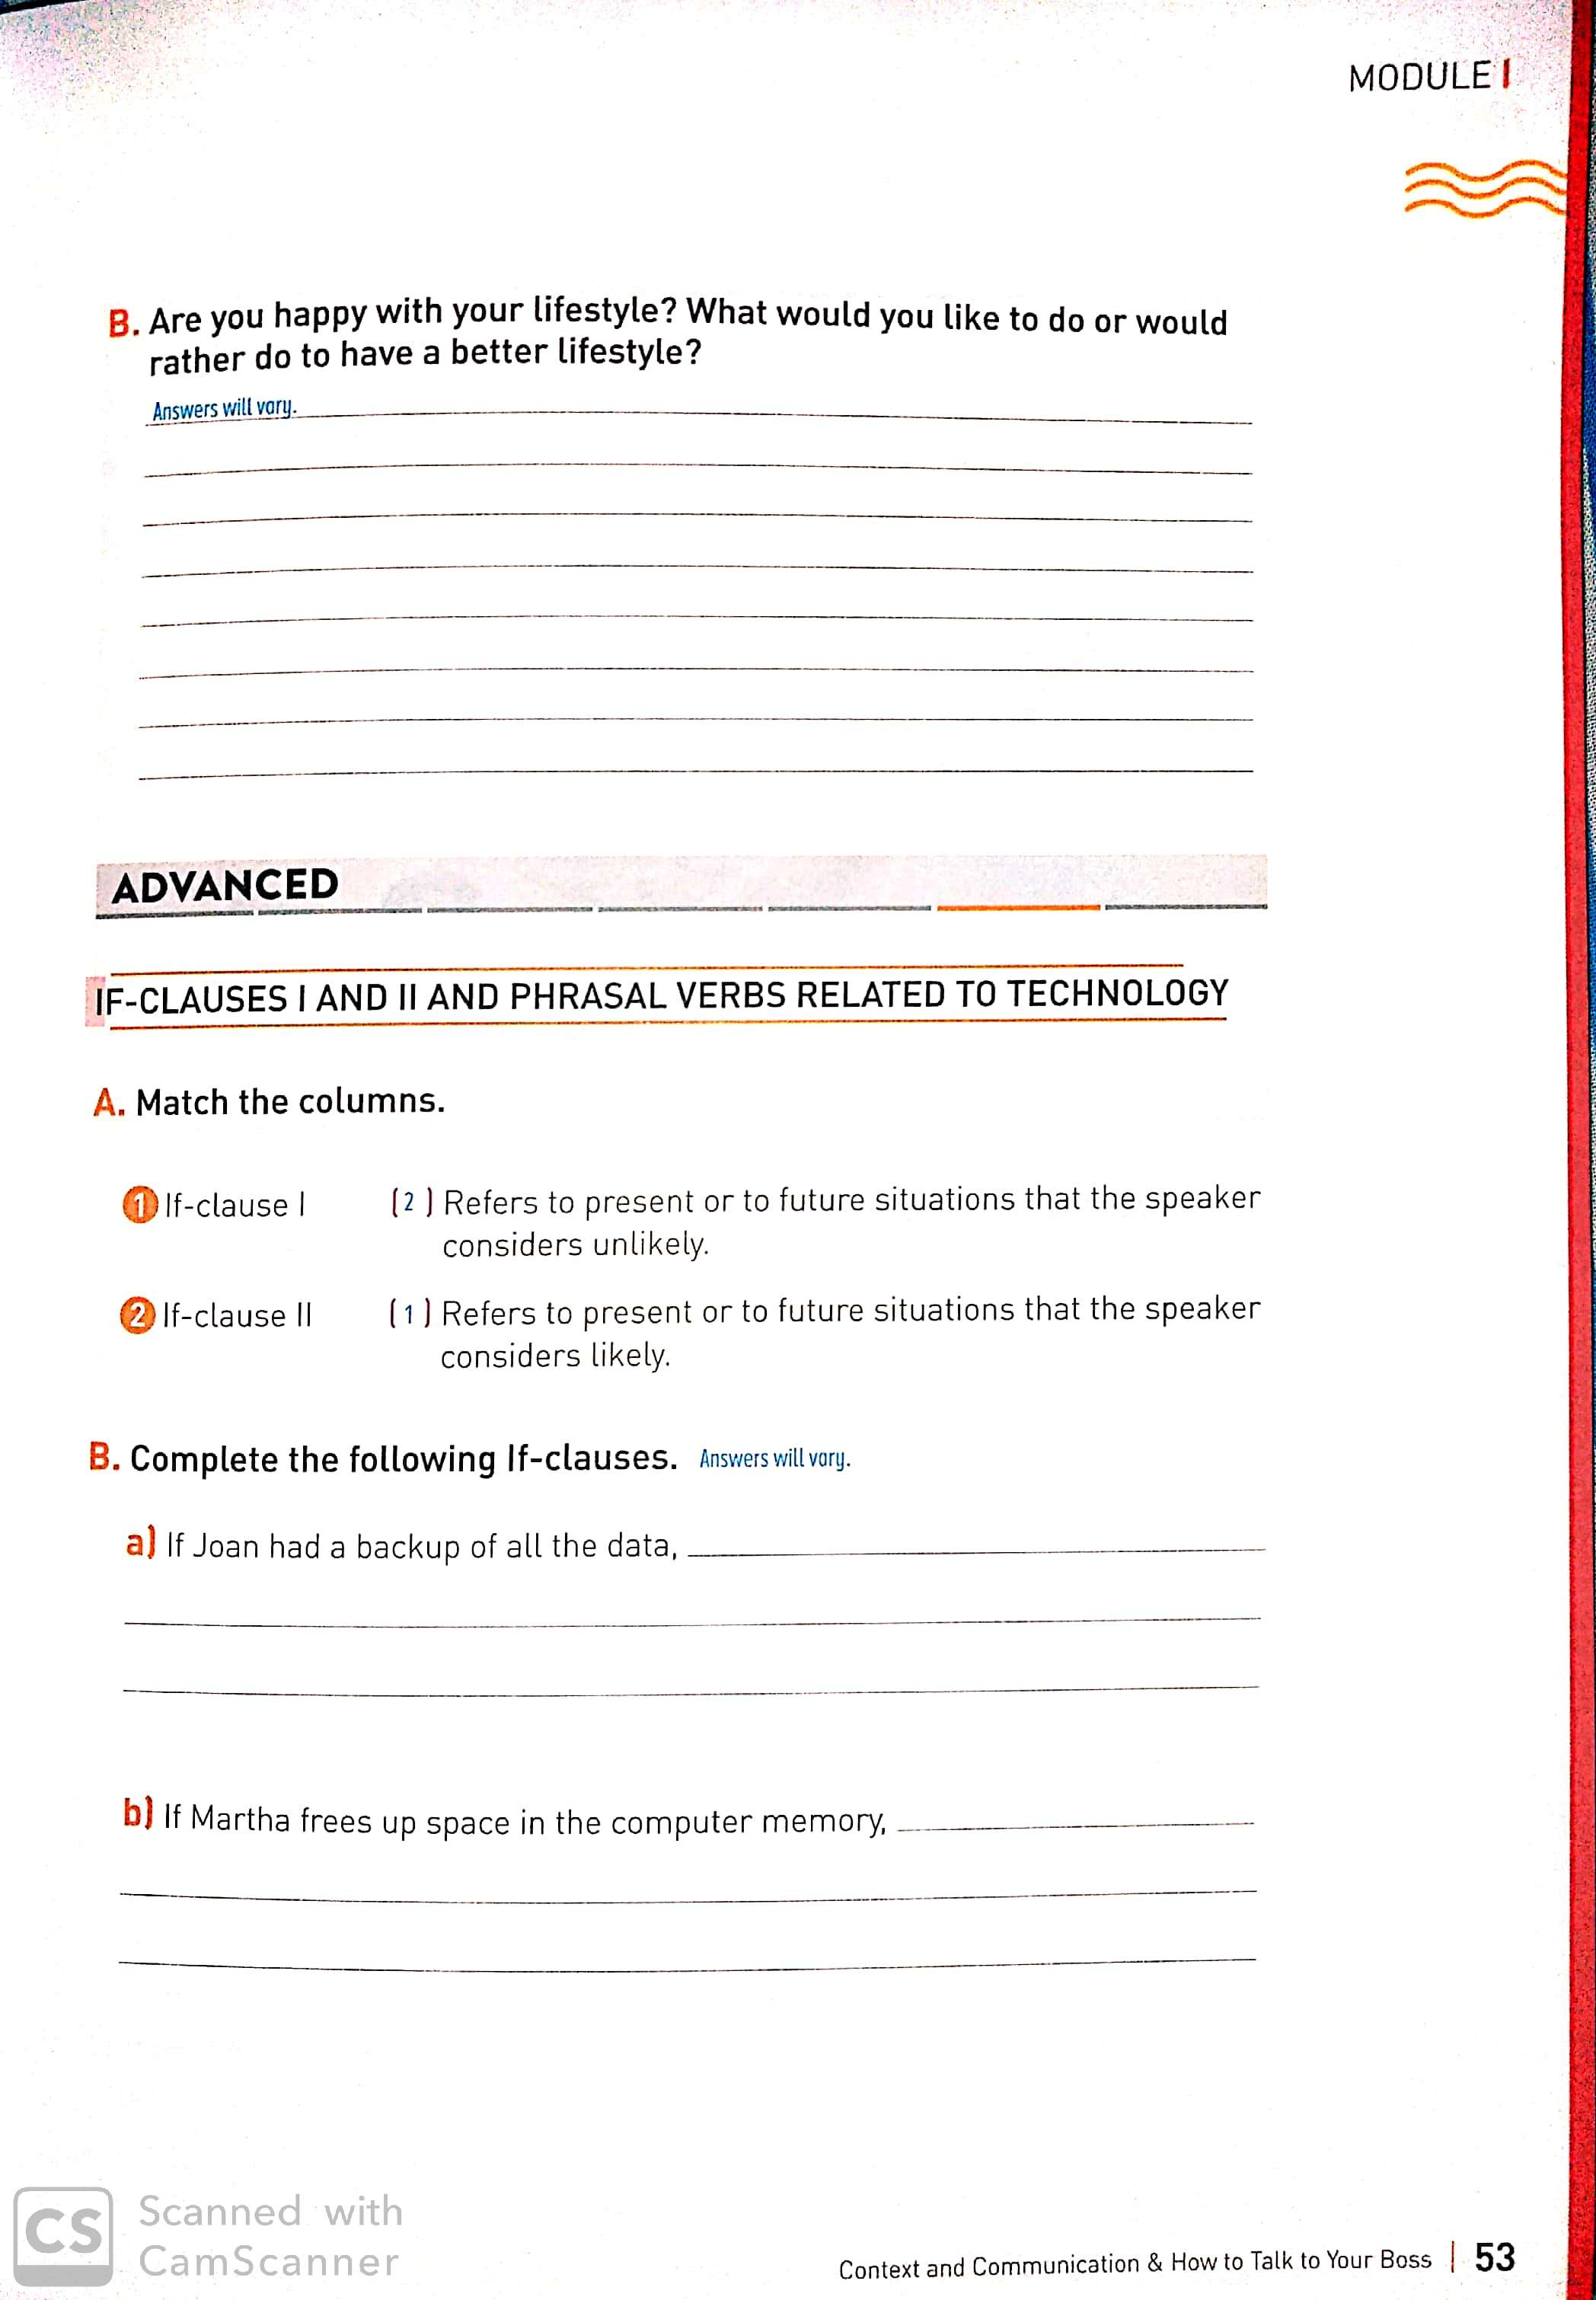 MODULE I
B. Are you happy with your lifestyle? What would you like to do or would
rather do to have a better lifestyle?
Answers will vary.
ADVANCED
IF-CLAUSES I AND II AND PHRASAL VERBS RELATED TO TECHNOLOGY
A. Match the columns.
1 If-clause I (2) Refers to present or to future situations that the speaker
considers unlikely.
2 If-clause II (1) Refers to present or to future situations that the speaker
considers likely.
B. Complete the following If-clauses. Answers will vary.
a) If Joan had a backup of all the data,
b) If Martha frees up space in the computer memory,
CS Scanned with
CamScanner
Context and Communication & How to Talk to Your Boss | 53